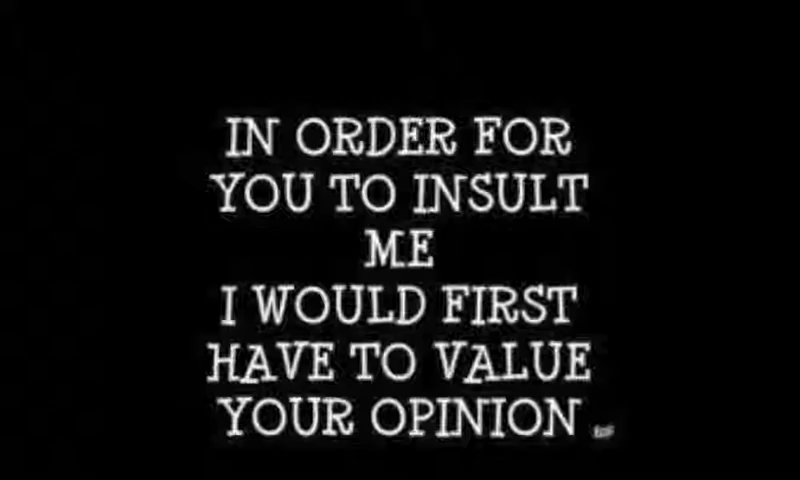 IN ORDER FOR
YOU TO INSULT
ME
I WOULD FIRST
HAVE TO VALUE
YOUR OPINION